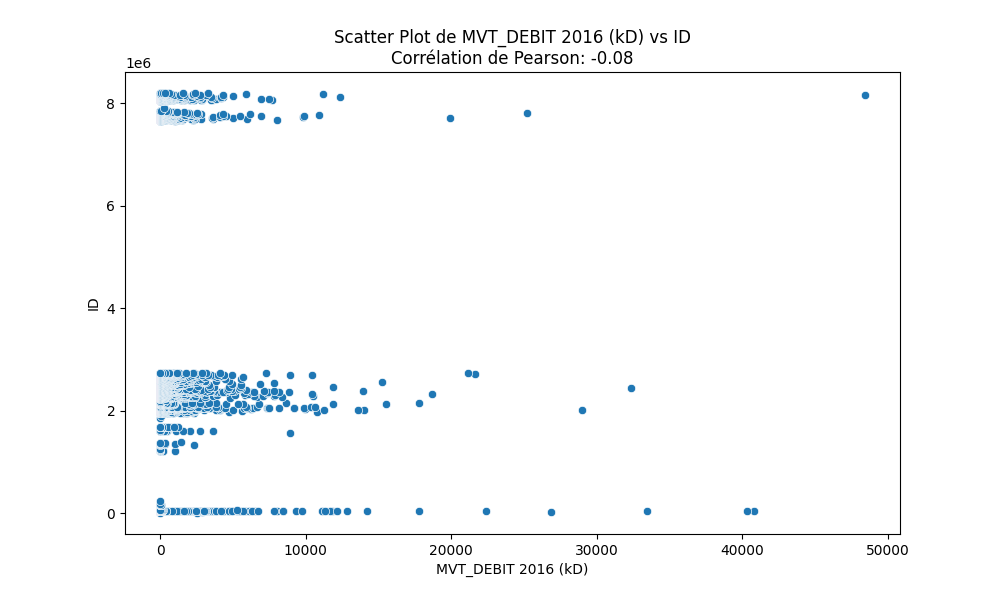 Scatter Plot de MVT_DEBIT 2016 (kD) vs ID
Corrélation de Pearson: -0.08
1e6
8
6
4
2
0
ID
0 10000 20000 30000 40000 50000
MVT_DEBIT 2016 (kD)